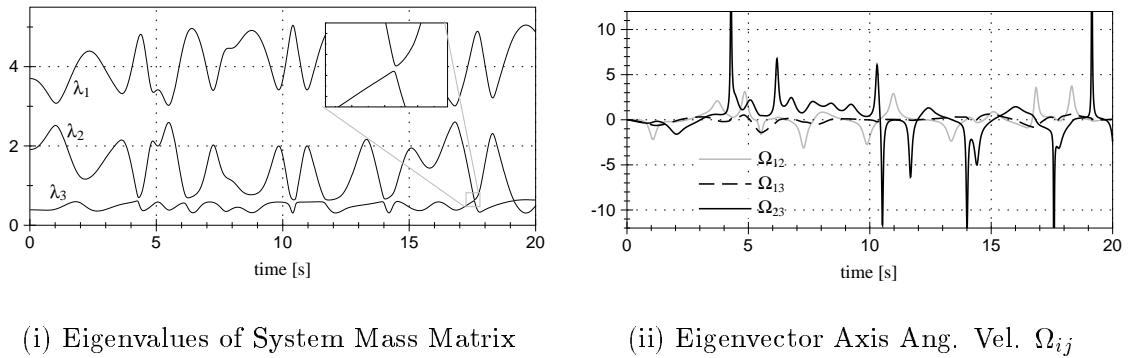 4
2
0
λ1
λ2
λ3
0 5 10 15 20
time [s]
(i) Eigenvalues of System Mass Matrix
10
5
0
-5
-10
Ω12
Ω13
Ω23
0 5 10 15 20
time [s]
(ii) Eigenvector Axis Ang. Vel. Ωij